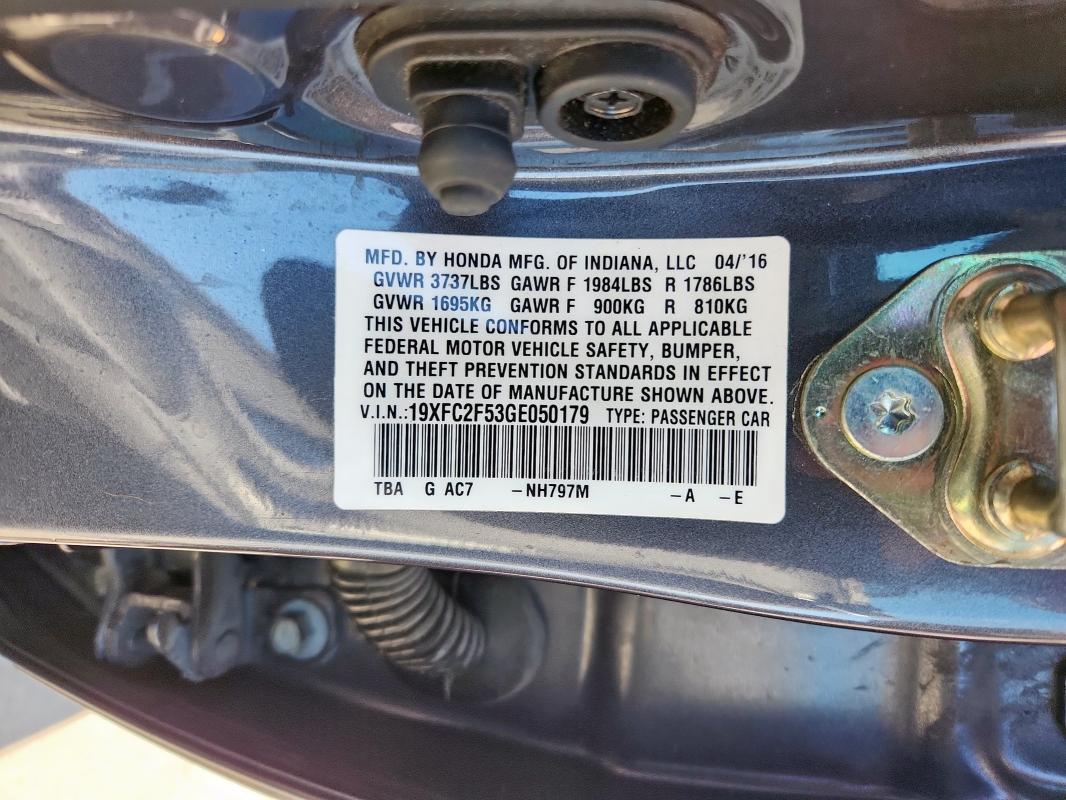 MFD. BY HONDA MFG. OF INDIANA, LLC 04/'16
GVWR 3737LBS GAWR F 1984LBS R 1786LBS
GVWR 1695KG GAWR F 900KG R 810KG
THIS VEHICLE CONFORMS TO ALL APPLICABLE
FEDERAL MOTOR VEHICLE SAFETY, BUMPER,
AND THEFT PREVENTION STANDARDS IN EFFECT
ON THE DATE OF MANUFACTURE SHOWN ABOVE.
V.I.N.:19XFC2F53GE050179 TYPE: PASSENGER CAR
TBA G AC7 -NH797M -A -E